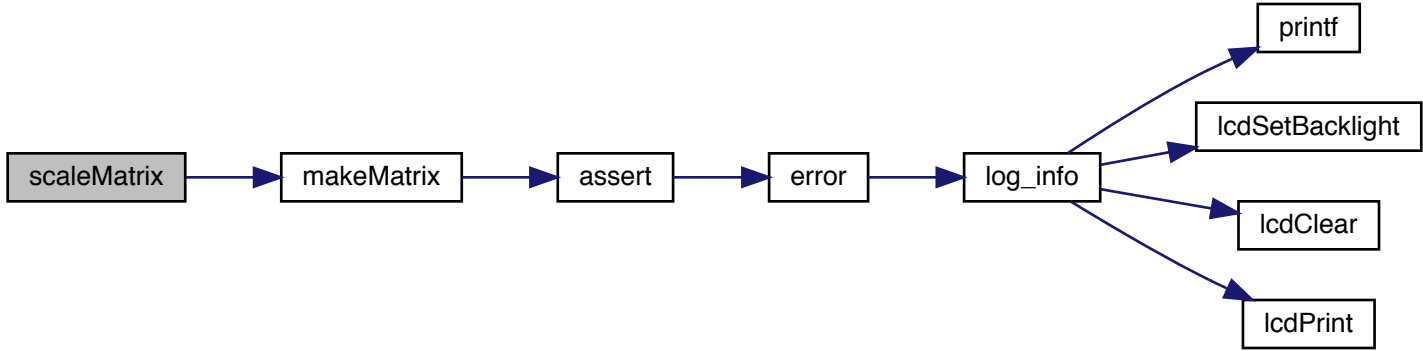 scaleMatrix
makeMatrix
assert
error
log_info
printf
lcdSetBacklight
lcdClear
lcdPrint